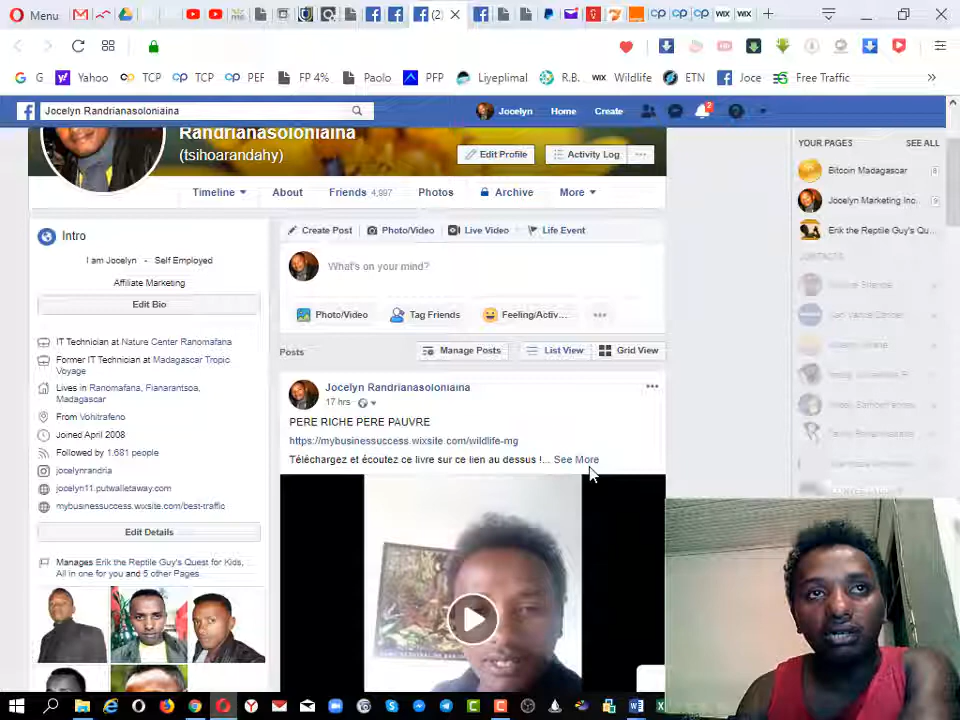 Menu
G
Yahoo
TCP
TCP
PEF
FP 4%
Paolo
PFP
Liyeplimal
R.B.
WIX Wildlife
ETN
Joce
Free Traffic
»
Jocelyn Randrianasoloniaina
Jocelyn
Home
Create
2
Randrianasoloniaina
(tsihoarandahy)
Edit Profile
Activity Log
Timeline
About
Friends 4,997
Photos
Archive
More
YOUR PAGES
SEE ALL
Bitcoin Madagascar
8
Jocelyn Marketing Inc..
9
Erik the Reptile Guy's Qu...
CONTACTS
Intro
I am Jocelyn - Self Employed
Affiliate Marketing
Edit Bio
IT Technician at Nature Center Ranomafana
Former IT Technician at Madagascar Tropic
Voyage
Lives in Ranomafana, Fianarantsoa,
Madagascar
From Vohitrafeno
Joined April 2008
Followed by 1,681 people
jocelynrandria
jocelyn11.putwalletaway.com
mybusinessuccess.wixsite.com/best-traffic
Edit Details
Manages Erik the Reptile Guy's Quest for Kids,
All in one for you and 5 other Pages.
Create Post
Photo/Video
Live Video
Life Event
What's on your mind?
Photo/Video
Tag Friends
Feeling/Activ...
Posts
Manage Posts
List View
Grid View
Jocelyn Randrianasoloniaina
17 hrs
PERE RICHE PERE PAUVRE
https://mybusinessuccess.wixsite.com/wildlife-mg
Téléchargez et écoutez ce livre sur ce lien au dessus !... See More